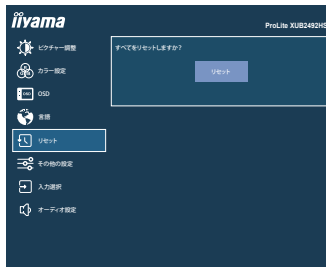 iiyama
ProLite XUB2492HS
ピクチャー調整
すべてをリセットしますか?
カラー設定
リセット
OSD
OSD
言語
リセット
その他の設定
入力選択
オーディオ設定